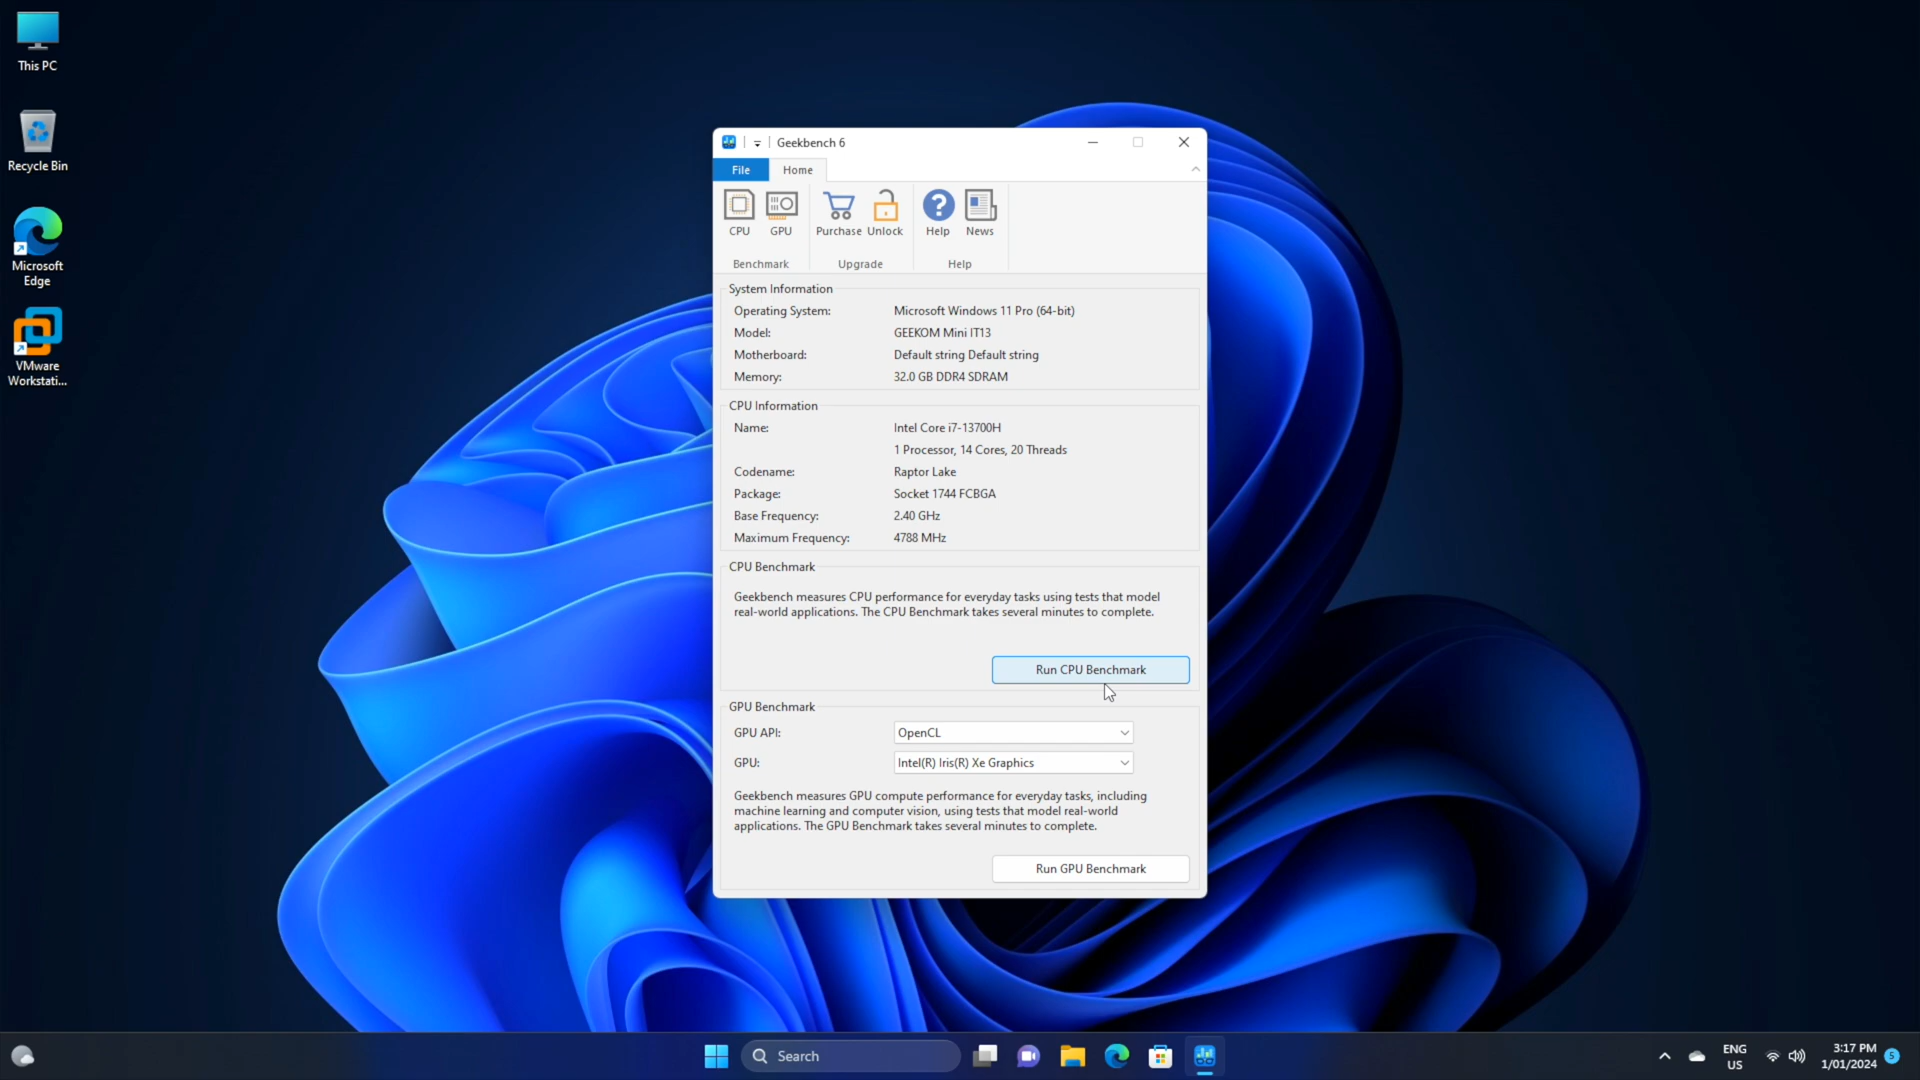 This PC
Recycle Bin
Microsoft
Edge
VMware
Workstati...
Geekbench 6
File
Home
CPU
GPU
Purchase
Unlock
Help
News
Benchmark
Upgrade
Help
System Information
Operating System: Microsoft Windows 11 Pro (64-bit)
Model: GEEKOM Mini IT13
Motherboard: Default string Default string
Memory: 32.0 GB DDR4 SDRAM
CPU Information
Name: Intel Core i7-13700H
1 Processor, 14 Cores, 20 Threads
Codename: Raptor Lake
Package: Socket 1744 FCBGA
Base Frequency: 2.40 GHz
Maximum Frequency: 4788 MHz
CPU Benchmark
Geekbench measures CPU performance for everyday tasks using tests that model
real-world applications. The CPU Benchmark takes several minutes to complete.
Run CPU Benchmark
GPU Benchmark
GPU API: OpenCL
GPU: Intel(R) Iris(R) Xe Graphics
Geekbench measures GPU compute performance for everyday tasks, including
machine learning and computer vision, using tests that model real-world
applications. The GPU Benchmark takes several minutes to complete.
Run GPU Benchmark
Search
ENG
US
3:17 PM
1/01/2024
5